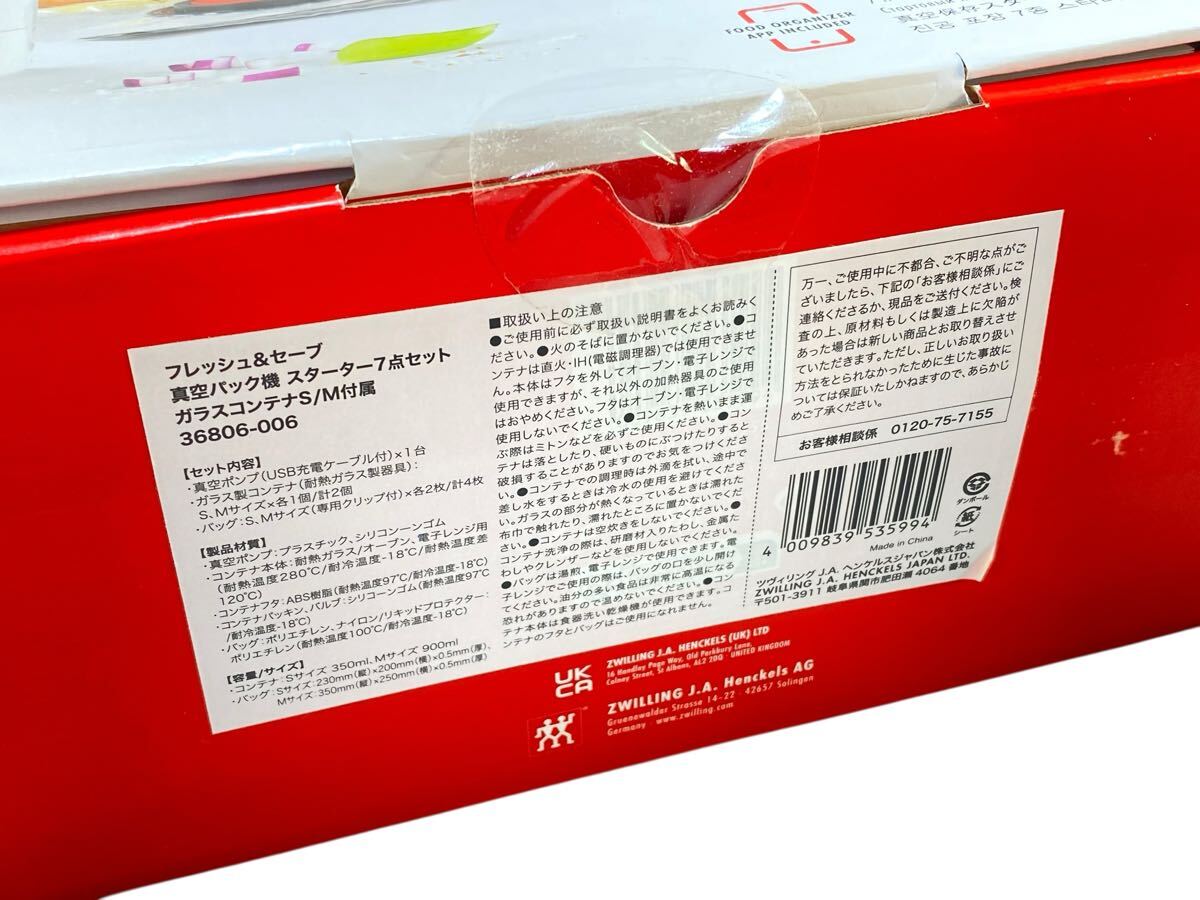 FOOD ORGANIZER
APP INCLUDED
真空保存スタ
진공 포장 7종 스타
フレッシュ&セーブ
真空パック機 スターター7点セット
ガラスコンテナS/M付属
36806-006
【セット内容】
・真空ポンプ(USB充電ケーブル付)×1台
・ガラス製コンテナ(耐熱ガラス製器具):
S、Mサイズ×各1個/計2個
・バッグ:S、Mサイズ(専用クリップ付)×各2枚/計4枚
【製品材質】
・真空ポンプ:プラスチック、シリコンーンゴム
・コンテナ本体:耐熱ガラス/オーブン、電子レンジ用
(耐熱温度280℃/耐冷温度-18℃/耐熱温度差
120℃)
・コンテナフタ:ABS樹脂(耐熱温度97℃/耐冷温度-18℃)
・コンテナパッキン、バルブ:シリコーンゴム(耐熱温度97℃
/耐冷温度-18℃)
・バッグ:ポリエチレン、ナイロン/リキッドプロテクター:
ポリエチレン(耐熱温度100℃/耐冷温度-18℃)
【容量/サイズ】
・コンテナ:Sサイズ 350ml、Mサイズ 900ml
・バッグ:Sサイズ:230mm(縦)×200mm(横)×0.5mm(厚)、
Mサイズ:350mm(縦)×250mm(横)×0.5mm(厚)
■取扱い上の注意
●ご使用前に必ず取扱い説明書をよくお読みく
ださい。●火のそばに置かないでください。●コ
ンテナは直火・IH(電磁調理器)では使用できませ
ん。本体はフタを外してオーブン・電子レンジで
使用できますが、それ以外の加熱器具のご使用
はおやめください。フタはオーブン・電子レンジで
使用しないでください。●コンテナを熱いまま運
ぶ際はミトンなどを必ずご使用ください。●コン
テナは落としたり、硬いものにぶつけたりすると
破損することがありますのでお気をつけくださ
い。●コンテナでの調理時は外滴を拭い、途中で
差し水をするときは冷水の使用を避けてくださ
い。ガラスの部分が熱くなっているときは濡れた
布巾で触れたり、濡れたところに置かないでくだ
さい。●コンテナは空炊きをしないでください。●
コンテナ洗浄の際は、研磨材入りたわし、金属た
わしやクレンザーなどを使用しないでください。
●バッグは湯煎、電子レンジで使用できます。電
子レンジでご使用の際は、バッグの口を少し開け
てください。油分の多い食品は非常に高温になる
恐れがありますので温めないでください。●コン
テナ本体は食器洗い乾燥機が使用できます。コ
ンテナのフタとバッグはご使用になれません。
万一、ご使用中に不都合、ご不明な点がご
ざいましたら、下記の「お客様相談係」にご
連絡くださるか、現品をご送付ください。検
査の上、原材料もしくは製造上に欠陥が
あった場合は新しい商品とお取り替えさせ
ていただきます。ただし、正しいお取り扱い
方法をとられなかったために生じた事故に
ついては保証いたしかねますので、あらかじ
めご了承ください。
お客様相談係 0120-75-7155
4 009839 535994
Made in China
ダンボール
紙
シート
ツヴィリング J.A. ヘンケルスジャパン株式会社
ZWILLING J.A. HENCKELS JAPAN LTD.
〒501-3911 岐阜県関市肥田瀬 4064 番地
UK
CA
ZWILLING J.A. HENCKELS (UK) LTD
16 Handley Page Way, Old Parkbury Lane,
Colney Street, St Albans, AL2 2DQ · UNITED KINGDOM
ZWILLING J.A. Henckels AG
Gruenewalder Strasse 14-22 · 42657 Solingen
Germany · www.zwilling.com